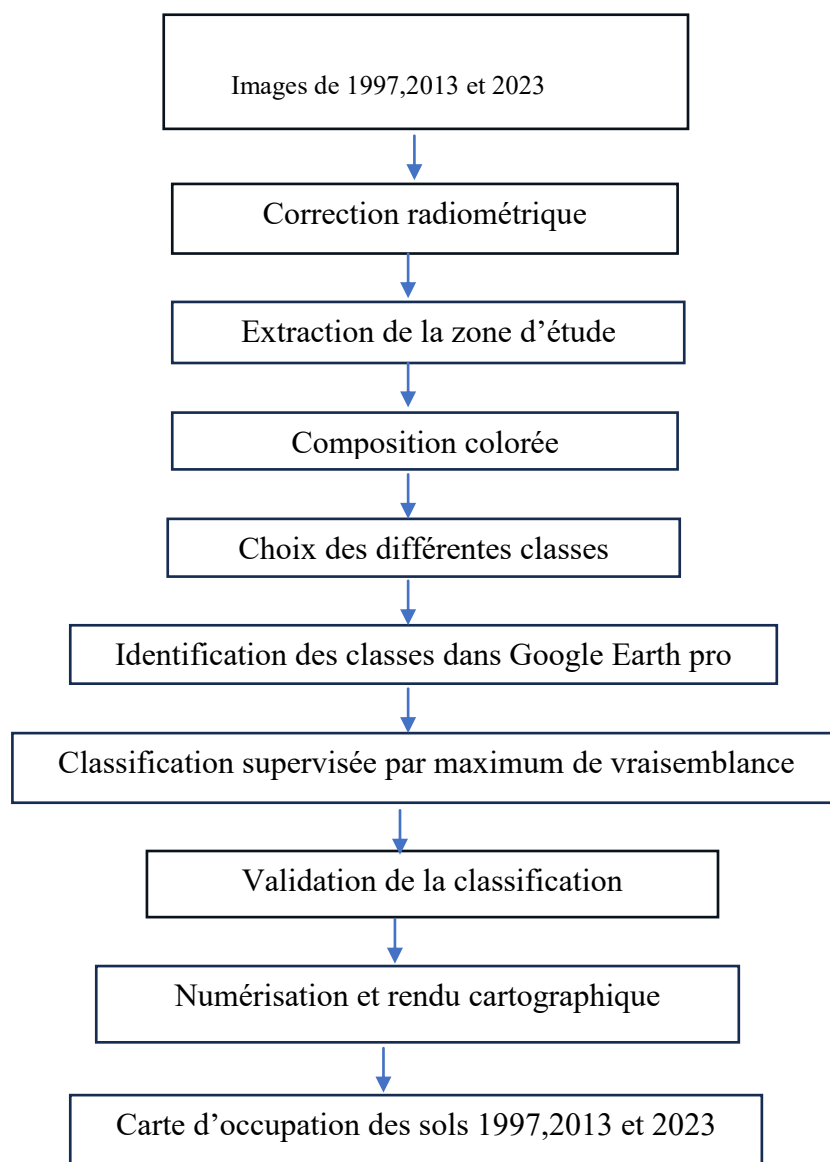 Images de 1997,2013 et 2023
Correction radiométrique
Extraction de la zone d’étude
Composition colorée
Choix des différentes classes
Identification des classes dans Google Earth pro
Classification supervisée par maximum de vraisemblance
Validation de la classification
Numérisation et rendu cartographique
Carte d’occupation des sols 1997,2013 et 2023